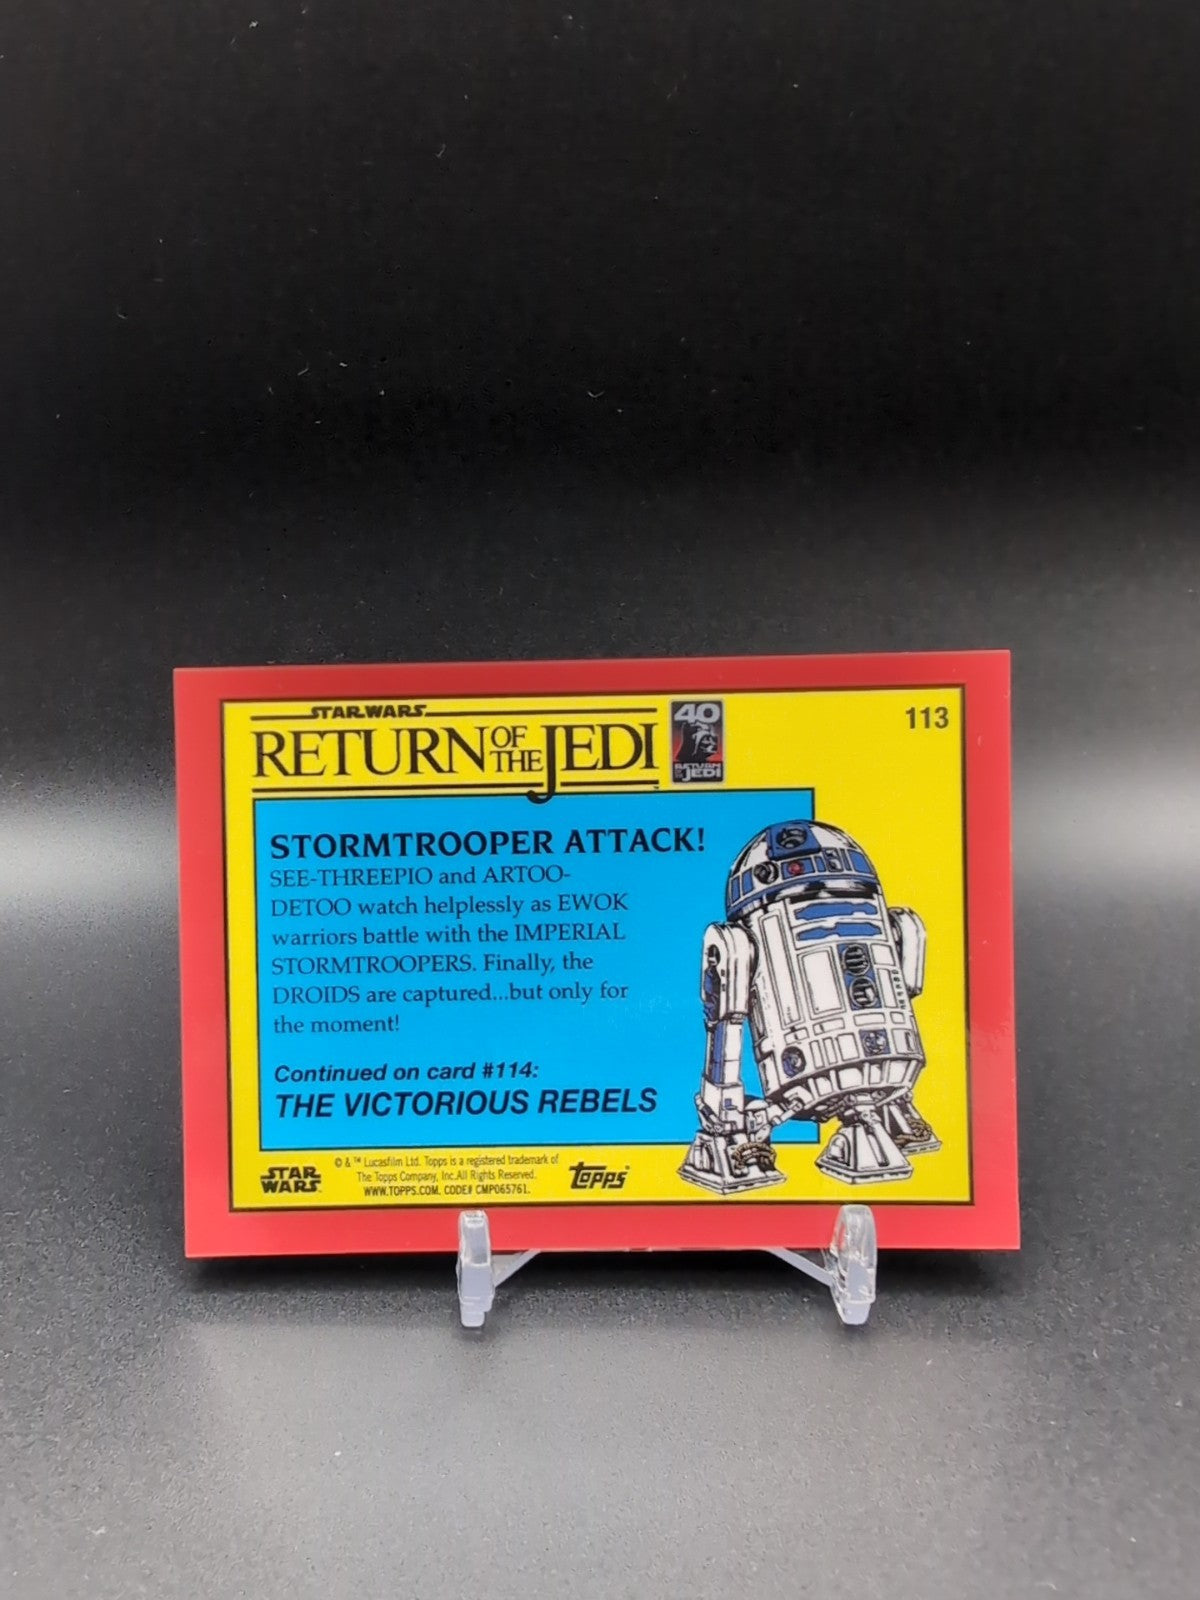 STAR WARS
RETURN OF THE JEDI
40
RETURN OF THE JEDI
113
STORMTROOPER ATTACK!
SEE-THREEPIO and ARTOO-
DETOO watch helplessly as EWOK
warriors battle with the IMPERIAL
STORMTROOPERS. Finally, the
DROIDS are captured...but only for
the moment!
Continued on card #114:
THE VICTORIOUS REBELS
STAR
WARS
© & ™ Lucasfilm Ltd. Topps is a registered trademark of
The Topps Company, Inc.All Rights Reserved.
WWW.TOPPS.COM. CODE# CMP065761.
topps